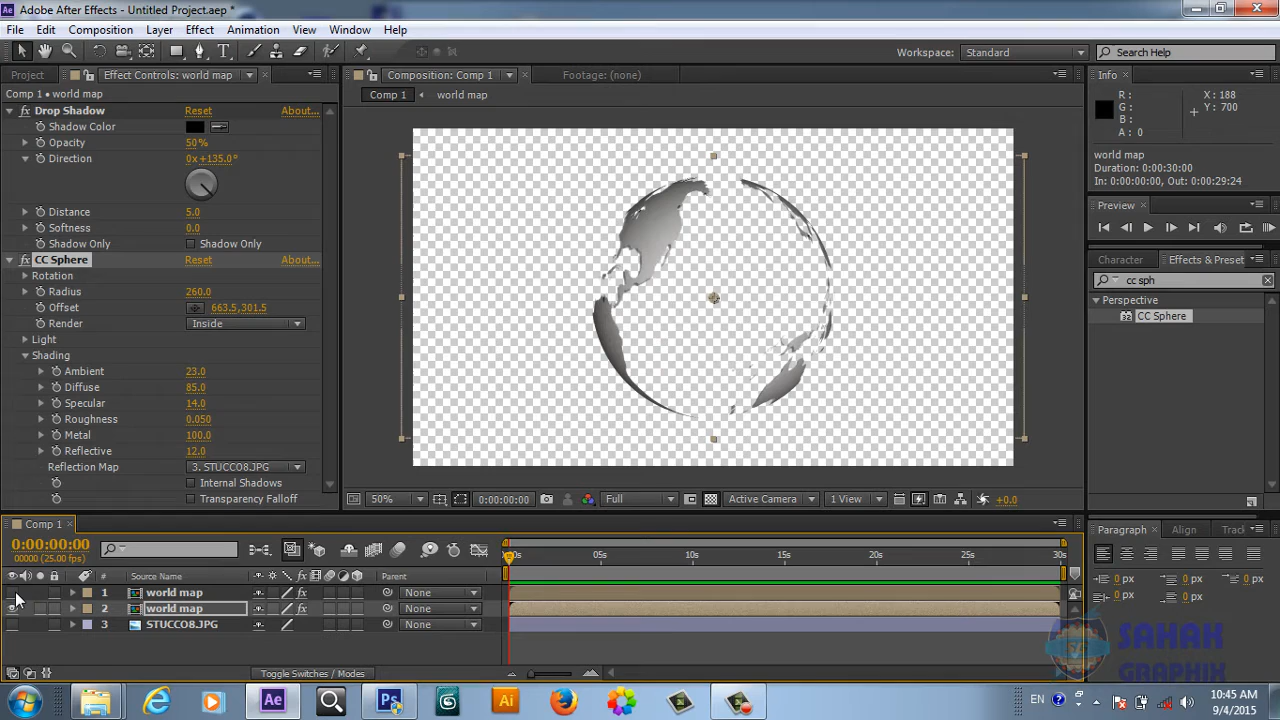 Adobe After Effects - Untitled Project.aep *
File Edit Composition Layer Effect Animation View Window Help
Workspace: Standard Search Help
Project Effect Controls: world map Composition: Comp 1 Footage: (none) Info
Comp 1 • world map
Comp 1 world map
Drop Shadow Reset About...
Shadow Color
Opacity 50%
Direction 0x+135.0°
Distance 5.0
Softness 0.0
Shadow Only Shadow Only
CC Sphere Reset About...
Rotation
Radius 260.0
Offset 663.5,301.5
Render Inside
Light
Shading
Ambient 23.0
Diffuse 85.0
Specular 14.0
Roughness 0.050
Metal 100.0
Reflective 12.0
Reflection Map 3. STUCCO8.JPG
Internal Shadows
Transparency Falloff
50% 0:00:00:00 Full Active Camera 1 View +0.0
R :
G :
B :
A : 0
X : 188
Y : 700
world map
Duration: 0:00:30:00
In: 0:00:00:00, Out: 0:00:29:24
Preview
Character Effects & Preset
cc sph
Perspective
32 CC Sphere
Comp 1
0:00:00:00
00000 (25.00 fps)
# Source Name Parent
1 world map None
2 world map None
3 STUCCO8.JPG None
Toggle Switches / Modes
05s 10s 15s 20s 25s 30s
Paragraph Align
0 px 0 px 0 px
0 px 0 px
SAHAK
GRAPHIX
Ae Ps Ai
EN
10:45 AM
9/4/2015